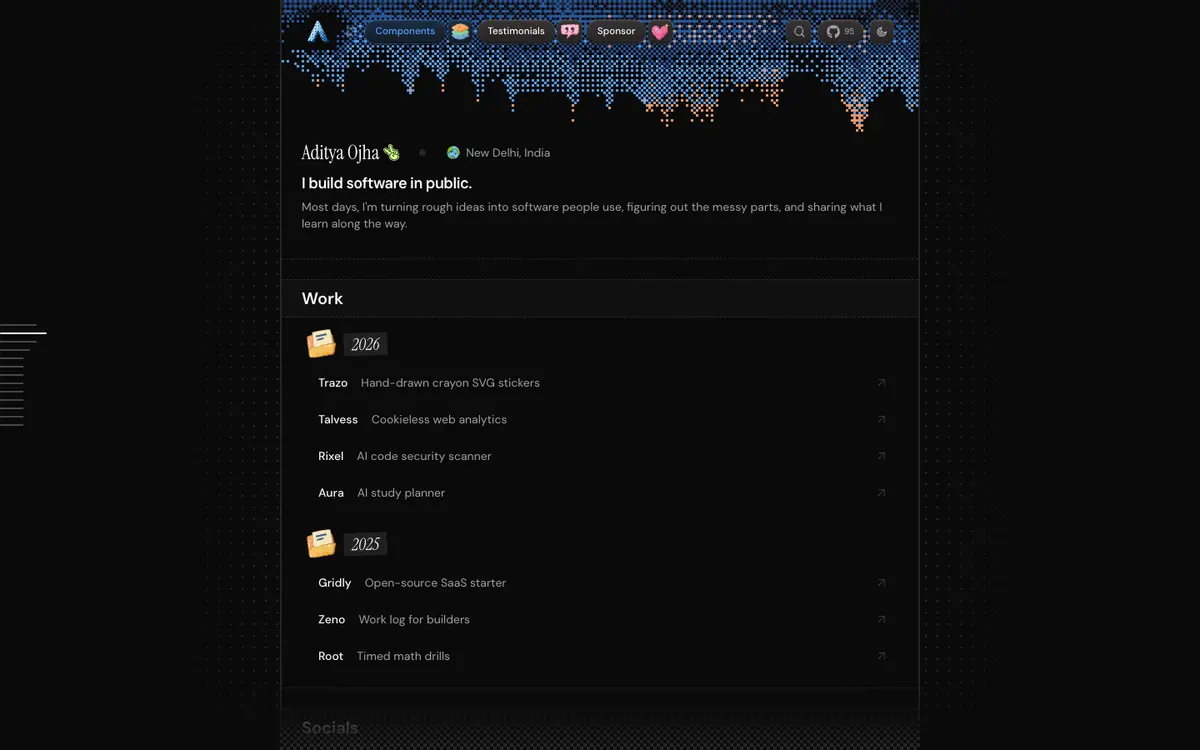 Components Testimonials Sponsor 95
Aditya Ojha New Delhi, India
I build software in public.
Most days, I'm turning rough ideas into software people use, figuring out the messy parts, and sharing what I
learn along the way.
Work
2026
Trazo Hand-drawn crayon SVG stickers
Talvess Cookieless web analytics
Rixel AI code security scanner
Aura AI study planner
2025
Gridly Open-source SaaS starter
Zeno Work log for builders
Root Timed math drills
Socials